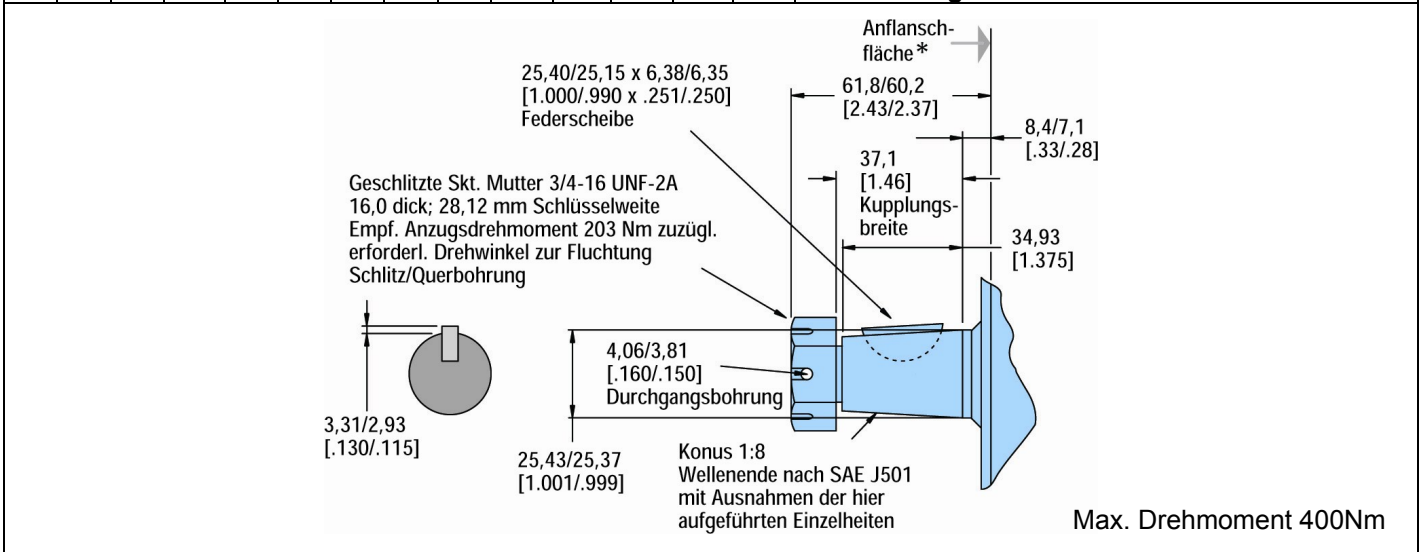 Anflansch-
fläche*
25,40/25,15 x 6,38/6,35
[1.000/.990 x .251/.250]
Federscheibe
61,8/60,2
[2.43/2.37]
8,4/7,1
[.33/.28]
37,1
[1.46]
Kupplungs-
breite
Geschlitzte Skt. Mutter 3/4-16 UNF-2A
16,0 dick; 28,12 mm Schlüsselweite
Empf. Anzugsdrehmoment 203 Nm zuzügl.
erforderl. Drehwinkel zur Fluchtung
Schlitz/Querbohrung
34,93
[1.375]
4,06/3,81
[.160/.150]
Durchgangsbohrung
3,31/2,93
[.130/.115]
25,43/25,37
[1.001/.999]
Konus 1:8
Wellenende nach SAE J501
mit Ausnahmen der hier
aufgeführten Einzelheiten
Max. Drehmoment 400Nm